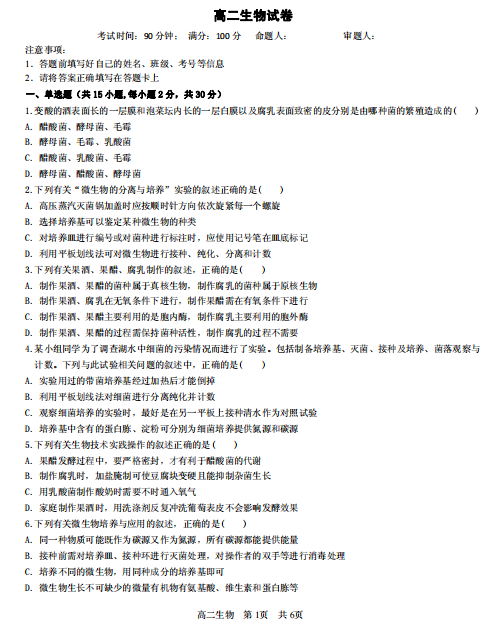 高二生物试卷
考试时间：90分钟； 满分：100分 命题人： 审题人：
注意事项：
1．答题前填写好自己的姓名、班级、考号等信息
2．请将答案正确填写在答题卡上
一、单选题（共15小题,每小题2分，共30分）
1.变酸的酒表面长的一层膜和泡菜坛内长的一层白膜以及腐乳表面致密的皮分别是由哪种菌的繁殖造成的( )
A. 醋酸菌、酵母菌、毛霉
B. 酵母菌、毛霉、乳酸菌
C. 醋酸菌、乳酸菌、毛霉
D. 酵母菌、醋酸菌、酵母菌
2.下列有关“微生物的分离与培养”实验的叙述正确的是( )
A. 高压蒸汽灭菌锅加盖时应按顺时针方向依次旋紧每一个螺旋
B. 选择培养基可以鉴定某种微生物的种类
C. 对培养皿进行编号或对菌种进行标注时，应使用记号笔在皿底标记
D. 利用平板划线法可对微生物进行接种、纯化、分离和计数
3.下列有关果酒、果醋、腐乳制作的叙述，正确的是( )
A. 制作果酒、果醋的菌种属于真核生物，制作腐乳的菌种属于原核生物
B. 制作果酒、腐乳在无氧条件下进行，制作果醋需在有氧条件下进行
C. 制作果酒、果醋主要利用的是胞内酶，制作腐乳主要利用的胞外酶
D. 制作果酒、果醋的过程需保持菌种活性，制作腐乳的过程不需要
4.某小组同学为了调查湖水中细菌的污染情况而进行了实验。包括制备培养基、灭菌、接种及培养、菌落观察与
计数。下列与此试验相关问题的叙述中，正确的是( )
A. 实验用过的带菌培养基经过加热后才能倒掉
B. 利用平板划线法对细菌进行分离纯化并计数
C. 观察细菌培养的实验时，最好是在另一平板上接种清水作为对照试验
D. 培养基中含有的蛋白胨、淀粉可分别为细菌培养提供氮源和碳源
5.下列有关生物技术实践操作的叙述正确的是( )
A. 果醋发酵过程中，要严格密封，才有利于醋酸菌的代谢
B. 制作腐乳时，加盐腌制可使豆腐块变硬且能抑制杂菌生长
C. 用乳酸菌制作酸奶时需要不时通入氧气
D. 家庭制作果酒时，用洗涤剂反复冲洗葡萄表皮不会影响发酵效果
6.下列有关微生物培养与应用的叙述，正确的是( )
A. 同一种物质可能既作为碳源又作为氮源，所有碳源都能提供能量
B. 接种前需对培养皿、接种环进行灭菌处理，对操作者的双手等进行消毒处理
C. 培养不同的微生物，用同种成分的培养基即可
D. 微生物生长不可缺少的微量有机物有氨基酸、维生素和蛋白胨等
高二生物 第1页 共6页